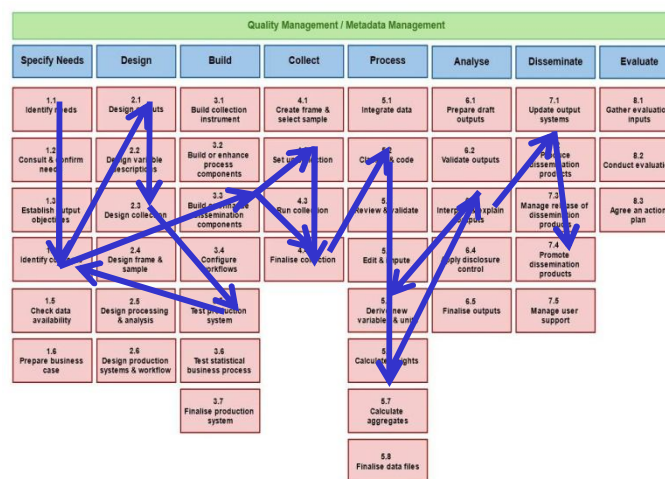 Quality Management / Metadata Management
Specify Needs
Design
Build
Collect
Process
Analyse
Disseminate
Evaluate
1.1
Identify needs
1.2
Consult & confirm
need
1.3
Establish output
objectives
Identify
1.5
Check data
availability
1.6
Prepare business
case
2.1
Design
2.2
Design variable
descriptions
2.3
Design collection
2.4
Design frame &
sample
2.5
Design processing
& analysis
2.6
Design production
systems & workflow
3.1
Build collection
instrument
3.2
Build or enhance
process
components
3.3
dissemination
components
3.4
Configure
workflows
Test production
system
3.6
Test statistical
business process
3.7
Finalise production
system
4.1
Create frame &
select sample
Set up
4.3
Run collection
Finalise collection
5.1
Integrate data
& code
Review & validate
Edit &
new
variables &
Calculate
5.7
Calculate
aggregates
5.8
Finalise data files
6.1
Prepare draft
outputs
6.2
Validate outputs
outputs
6.4
Apply disclosure
control
6.5
Finalise outputs
7.1
Update output
systems
dissemination
products
7.3
Manage release of
dissemination
products
7.4
Promote
dissemination
products
7.5
Manage user
support
8.1
Gather evaluation
inputs
8.2
Conduct evaluation
8.3
Agree an action
plan